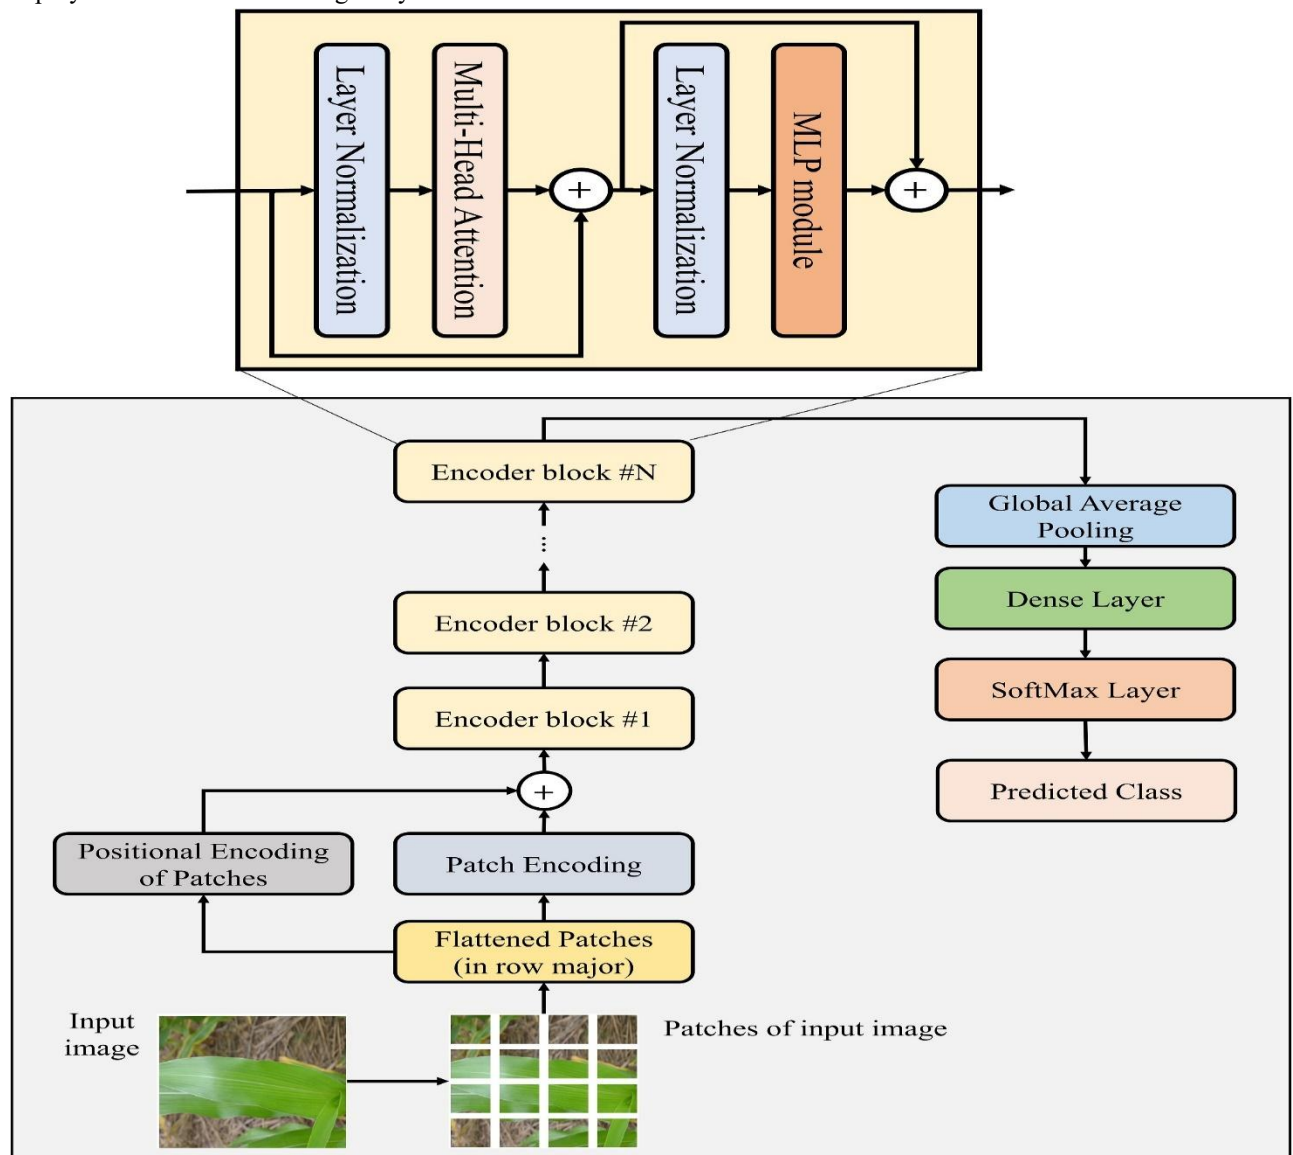 Layer Normalization
Multi-Head Attention
+
Layer Normalization
MLP module
+
Encoder block #N
...
Encoder block #2
Encoder block #1
+
Positional Encoding
of Patches
Patch Encoding
Flattened Patches
(in row major)
Input
image
Patches of input image
Global Average
Pooling
Dense Layer
SoftMax Layer
Predicted Class